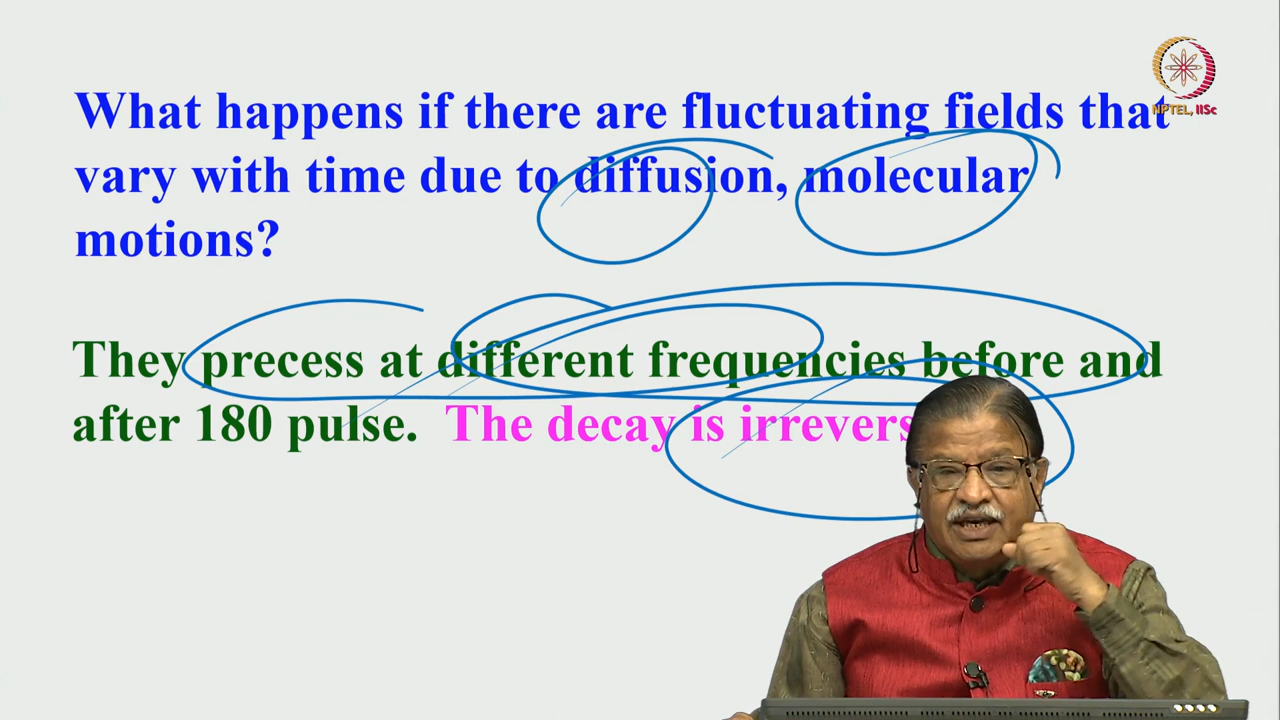 NPTEL, IISc
What happens if there are fluctuating fields that
vary with time due to diffusion, molecular
motions?
They precess at different frequencies before and
after 180 pulse. The decay is